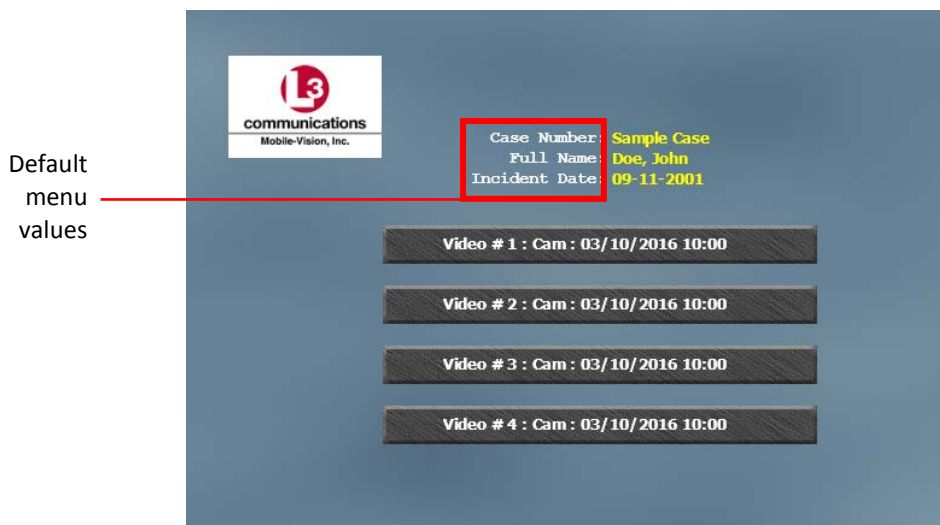 L3
communications
Mobile-Vision, Inc.
Case Number: Sample Case
Full Name: Doe, John
Incident Date: 09-11-2001
Default
menu
values
Video # 1 : Cam : 03/10/2016 10:00
Video # 2 : Cam : 03/10/2016 10:00
Video # 3 : Cam : 03/10/2016 10:00
Video # 4 : Cam : 03/10/2016 10:00